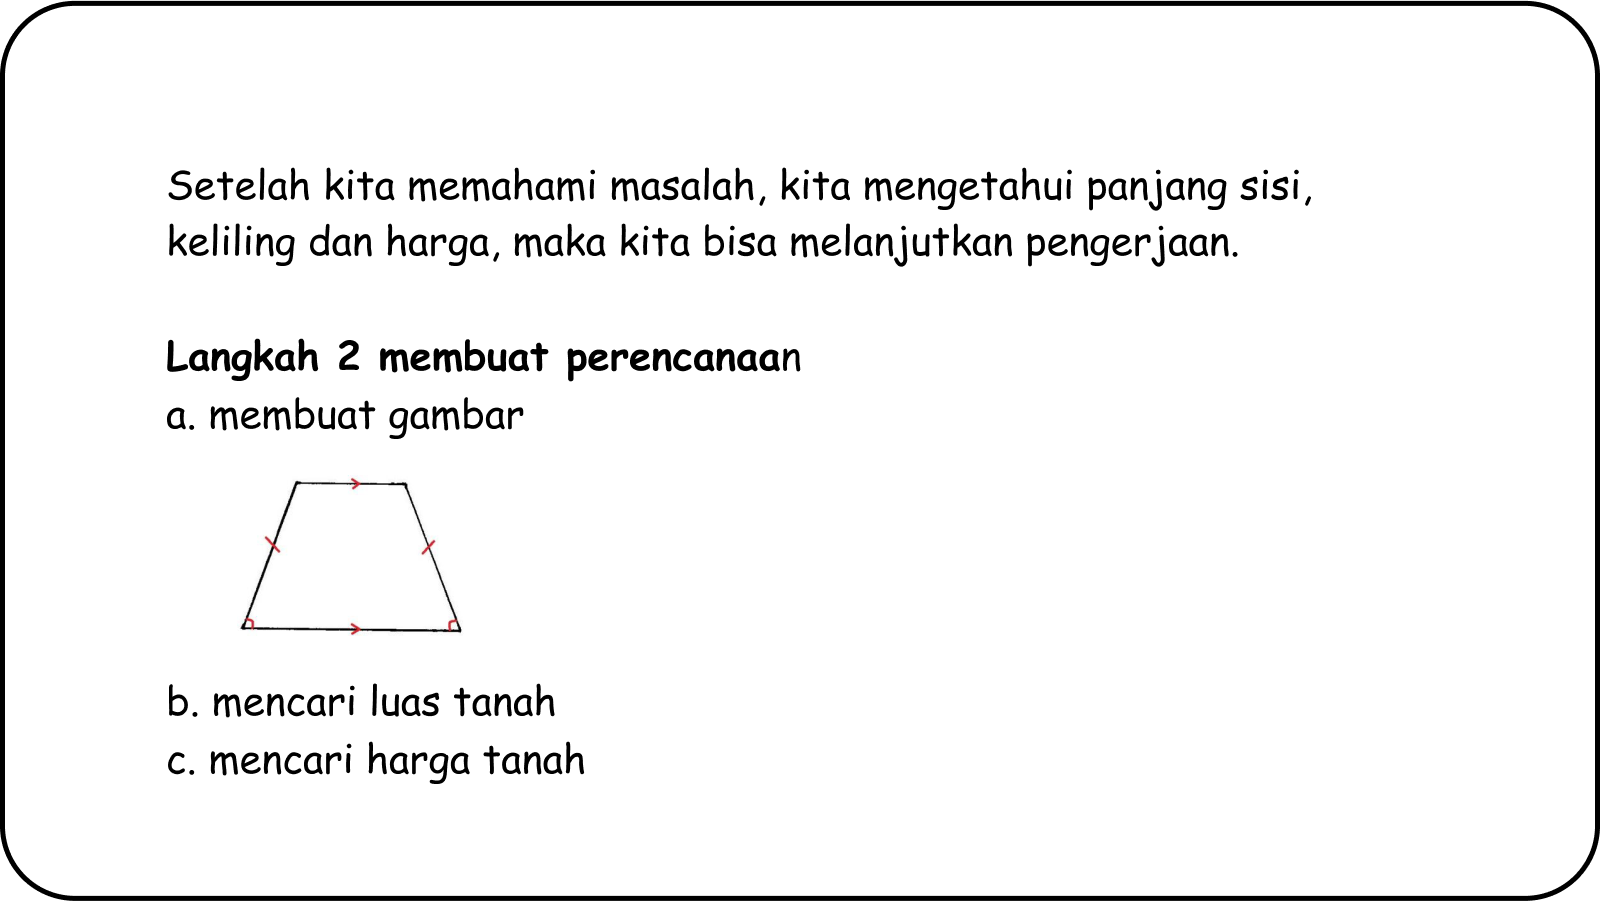 Setelah kita memahami masalah, kita mengetahui panjang sisi,
keliling dan harga, maka kita bisa melanjutkan pengerjaan.
Langkah 2 membuat perencanaan
a. membuat gambar
b. mencari luas tanah
c. mencari harga tanah